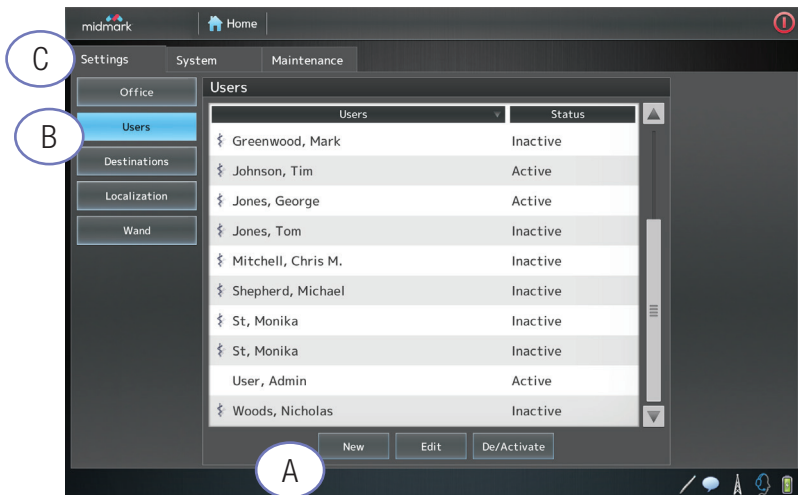 midmark Home
C Settings System Maintenance
Office Users
B Users Users Status
Destinations
Localization
Wand
Greenwood, Mark Inactive
Johnson, Tim Active
Jones, George Active
Jones, Tom Inactive
Mitchell, Chris M. Inactive
Shepherd, Michael Inactive
St, Monika Inactive
St, Monika Inactive
User, Admin Active
Woods, Nicholas Inactive
New Edit De/Activate
A